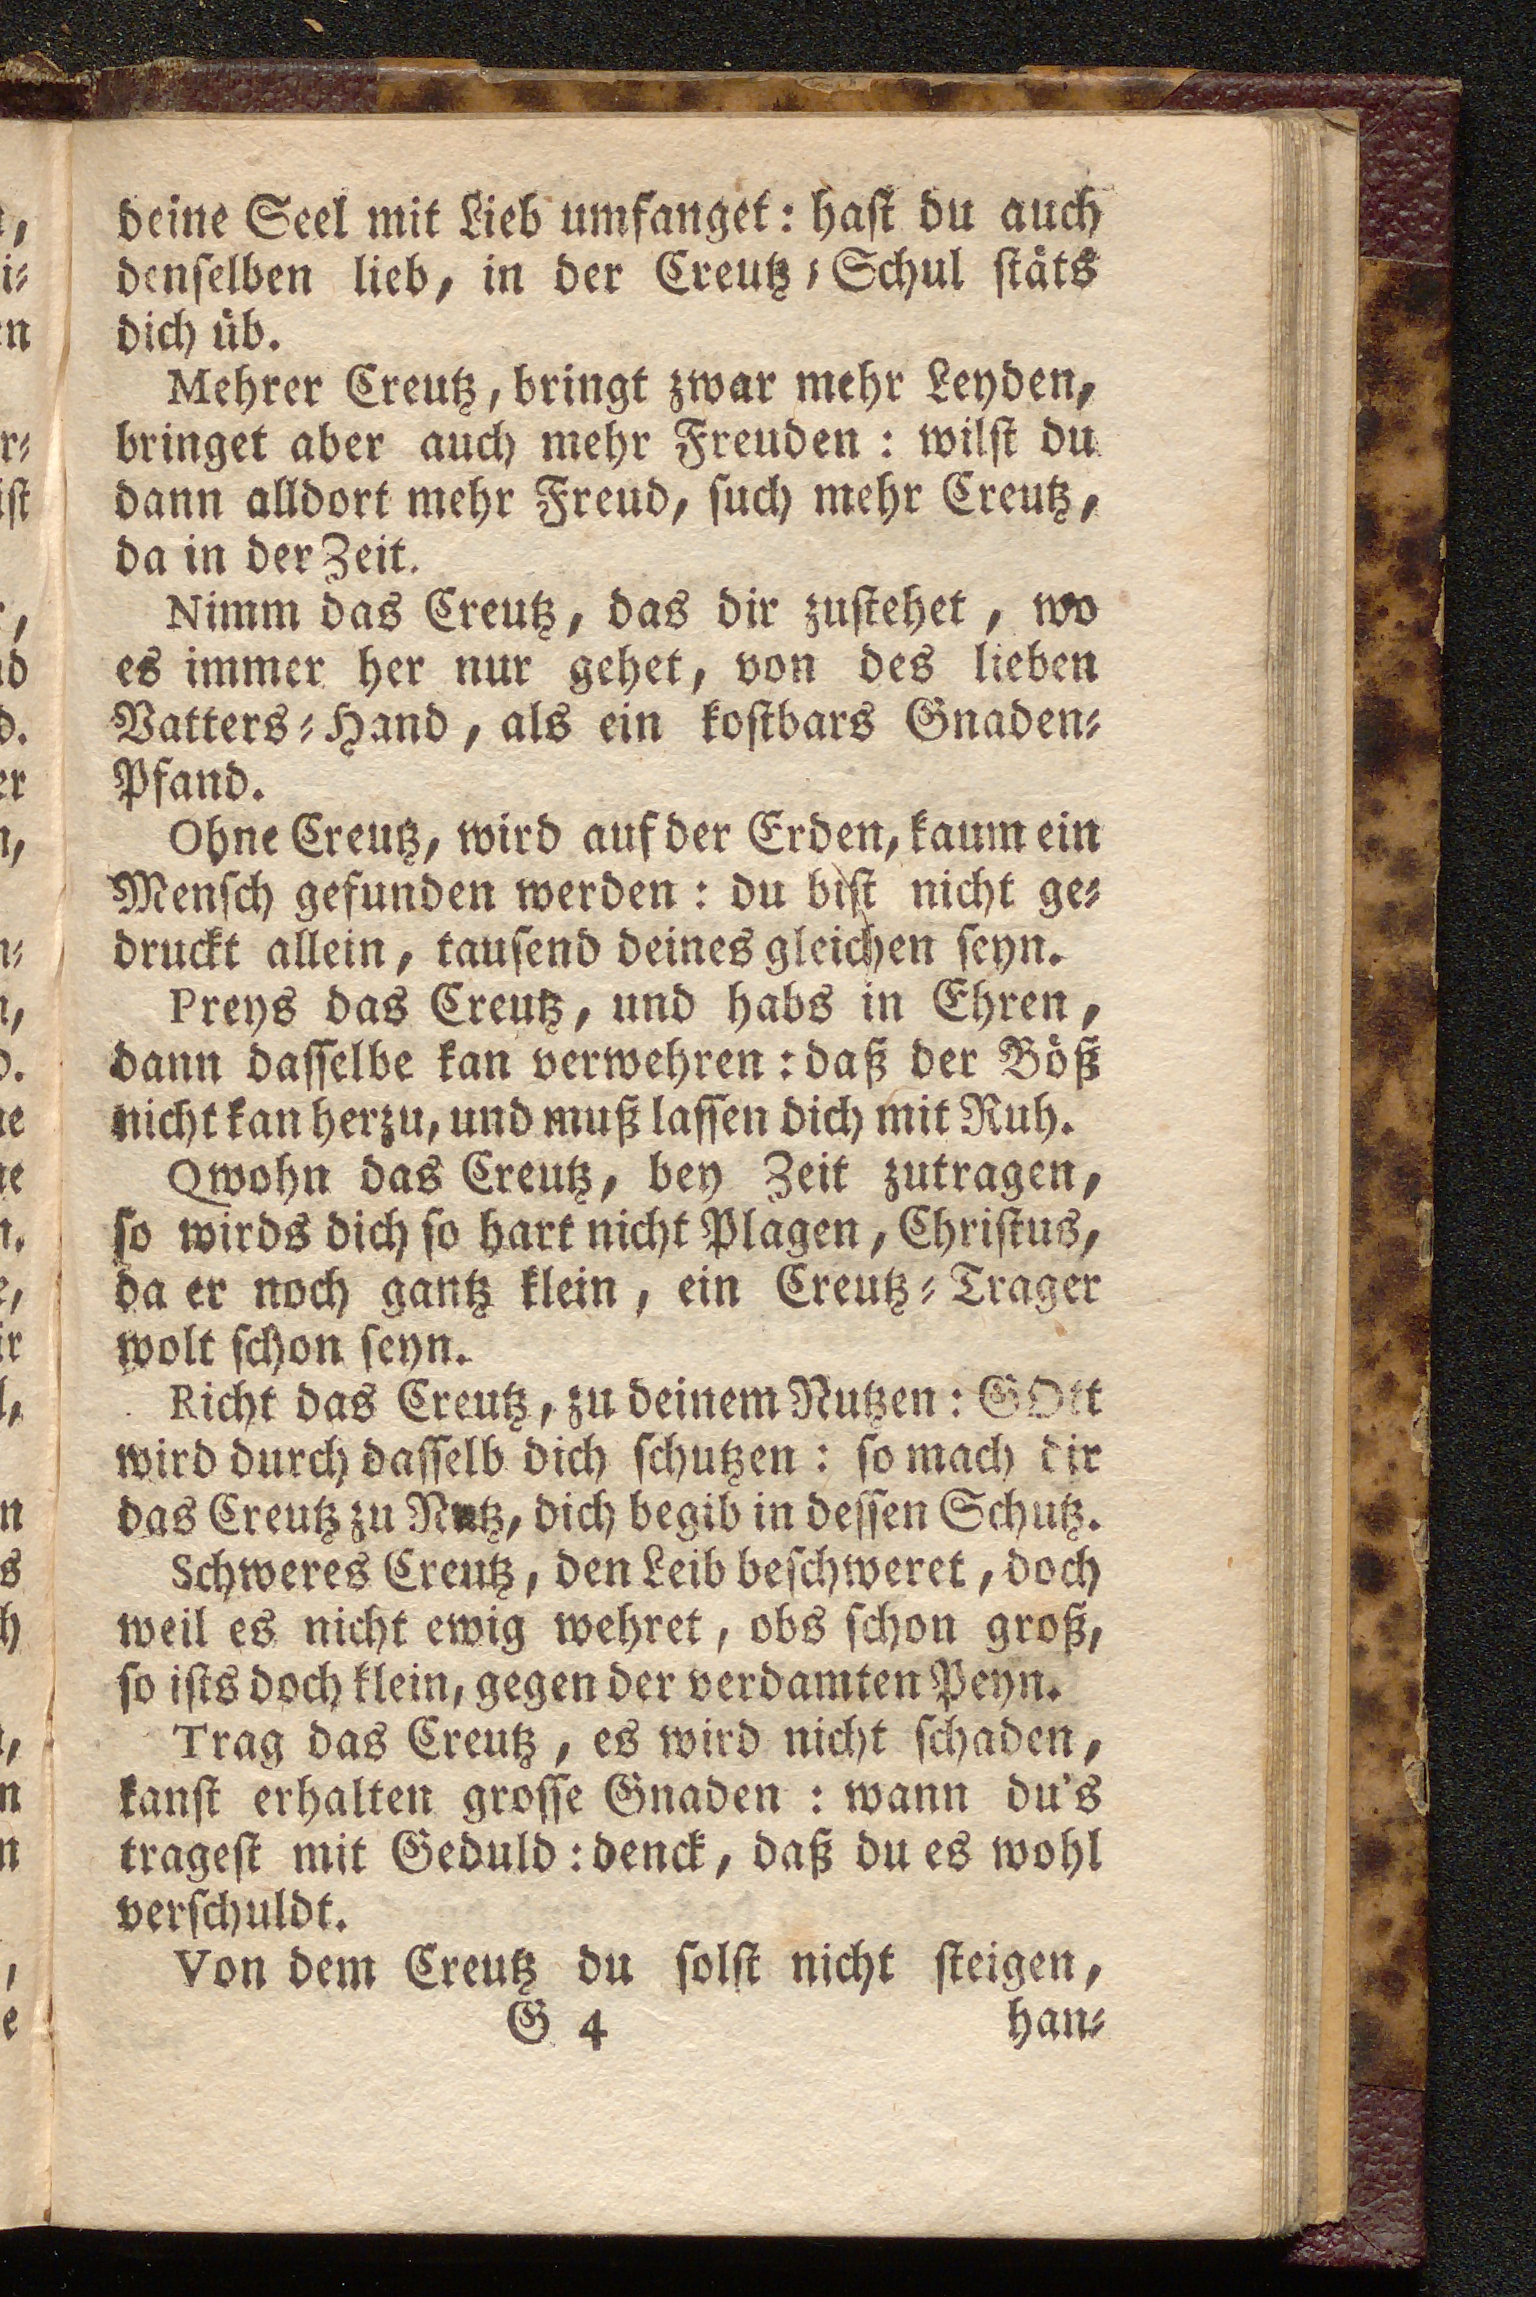 deine Seel mit Lieb umfanget: haſt du auch
denſelben lieb, in der Creutz⸗Schul ſtäts
dich üb.
Mehrer Creutz, bringt zwar mehr Leyden,
bringet aber auch mehr Freuden: wilſt du
dann alldort mehr Freud, ſuch mehr Creutz,
da in der Zeit.
Nimm das Creutz, das dir zuſtehet, wo
es immer her nur gehet, von des lieben
Vatters⸗Hand, als ein koſtbars Gnaden⸗
Pfand.
Ohne Creutz, wird auf der Erden, kaum ein
Menſch gefunden werden: du biſt nicht ge⸗
druckt allein, tauſend deines gleichen ſeyn.
Preys das Creutz, und habs in Ehren,
dann daſſelbe kan verwehren: daß der Böß
nicht kan herzu, und muß laſſen dich mit Ruh.
Qwohn das Creutz, bey Zeit zutragen,
ſo wirds dich ſo hart nicht Plagen, Chriſtus,
da er noch gantz klein, ein Creutz⸗Trager
wolt ſchon ſeyn.
Richt das Creutz, zu deinem Nutzen: GOtt
wird durch daſſelb dich ſchutzen: ſo mach dir
das Creutz zu Nutz, dich begib in deſſen Schutz.
Schweres Creutz, den Leib beſchweret, doch
weil es nicht ewig wehret, obs ſchon groß,
ſo iſts doch klein, gegen der verdamten Peyn.
Trag das Creutz, es wird nicht ſchaden,
kanſt erhalten groſſe Gnaden: wann du's
trageſt mit Geduld: denck, daß du es wohl
verſchuldt.
Von dem Creutz du ſolſt nicht ſteigen,
G 4 han⸗